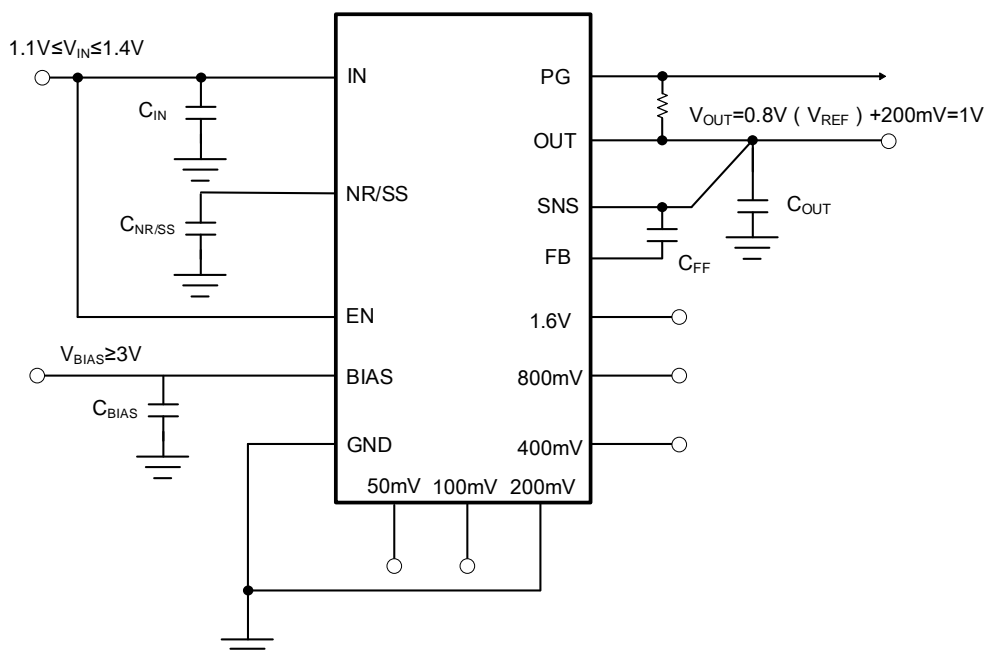 1.1V≤V_IN≤1.4V
IN
PG
C_IN
V_OUT=0.8V ( V_REF ) +200mV=1V
OUT
NR/SS
SNS
C_NR/SS
C_OUT
FB
C_FF
EN
1.6V
V_BIAS≥3V
BIAS
800mV
C_BIAS
GND
400mV
50mV 100mV 200mV